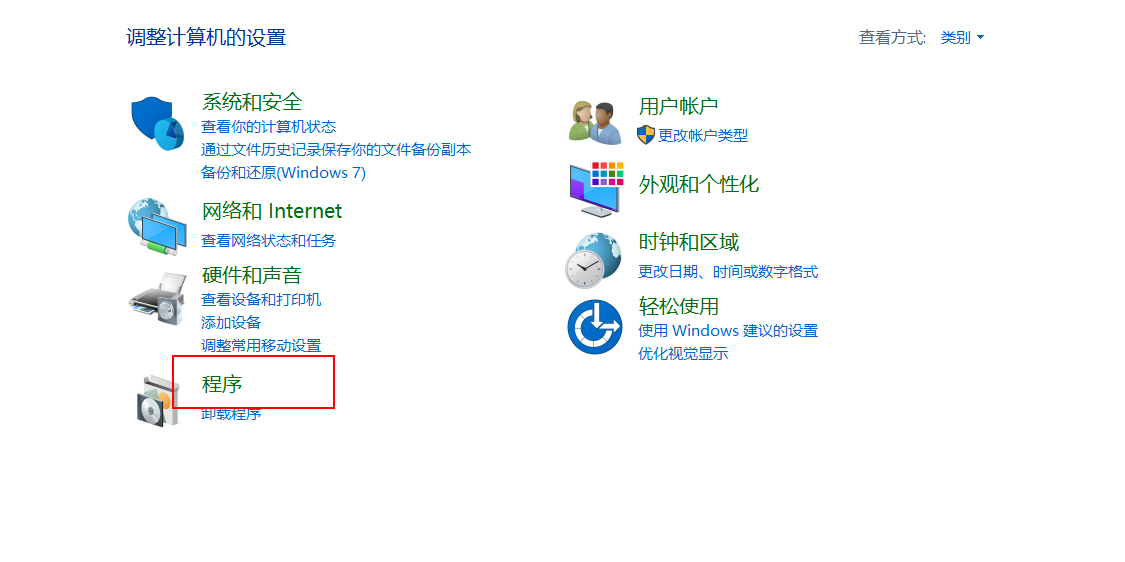 调整计算机的设置
查看方式: 类别
系统和安全
查看你的计算机状态
通过文件历史记录保存你的文件备份副本
备份和还原(Windows 7)
网络和 Internet
查看网络状态和任务
硬件和声音
查看设备和打印机
添加设备
调整常用移动设置
程序
卸载程序
用户帐户
更改帐户类型
外观和个性化
时钟和区域
更改日期、时间或数字格式
轻松使用
使用 Windows 建议的设置
优化视觉显示